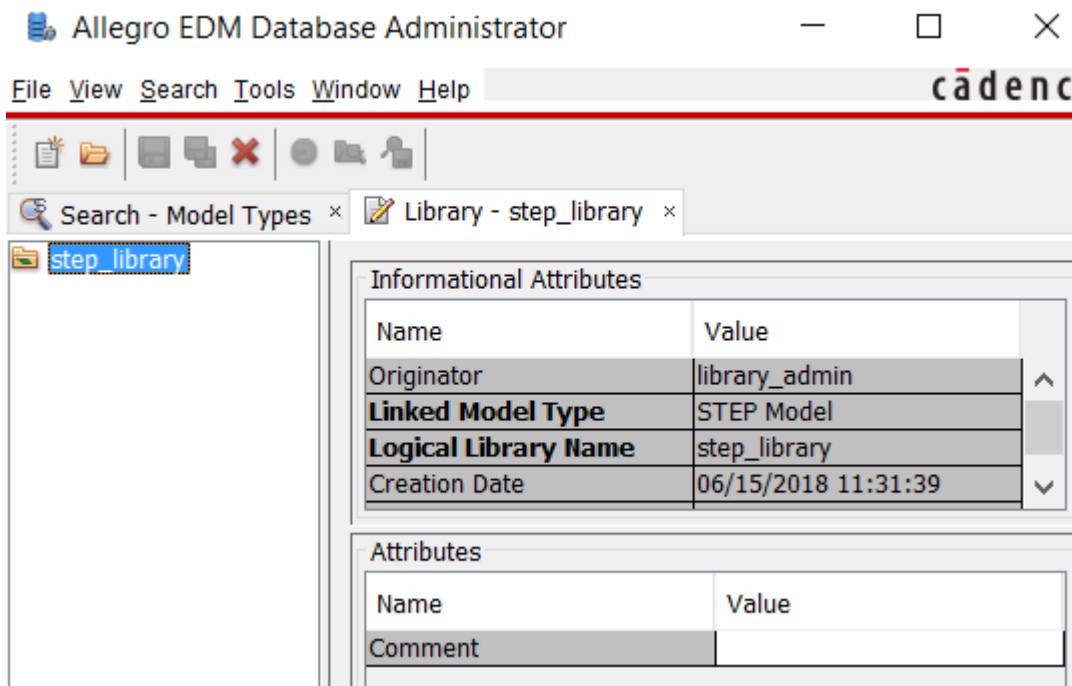 Allegro EDM Database Administrator
File View Search Tools Window Help
cādenc
Search - Model Types × Library - step_library ×
step_library
Informational Attributes
Name Value
Originator library_admin
Linked Model Type STEP Model
Logical Library Name step_library
Creation Date 06/15/2018 11:31:39
Attributes
Name Value
Comment